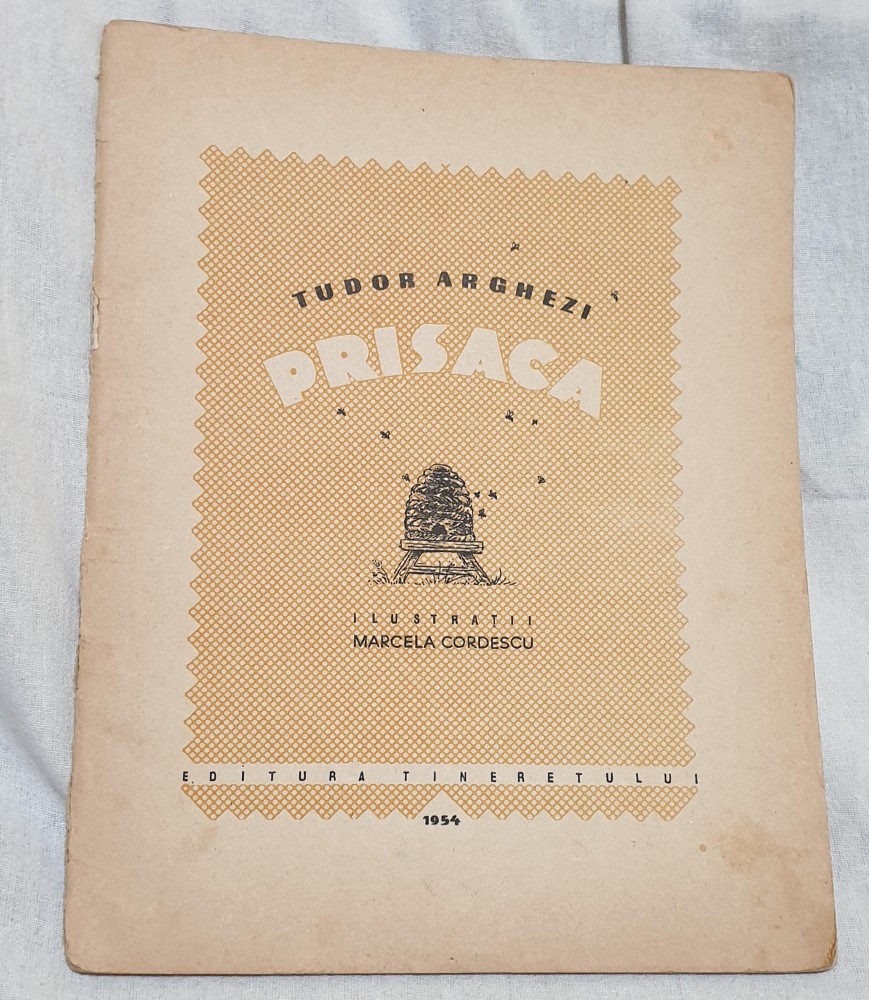 TUDOR ARGHEZI
PRISACA
ILUSTRAȚII
MARCELA CORDESCU
EDITURA TINERETULUI
1954